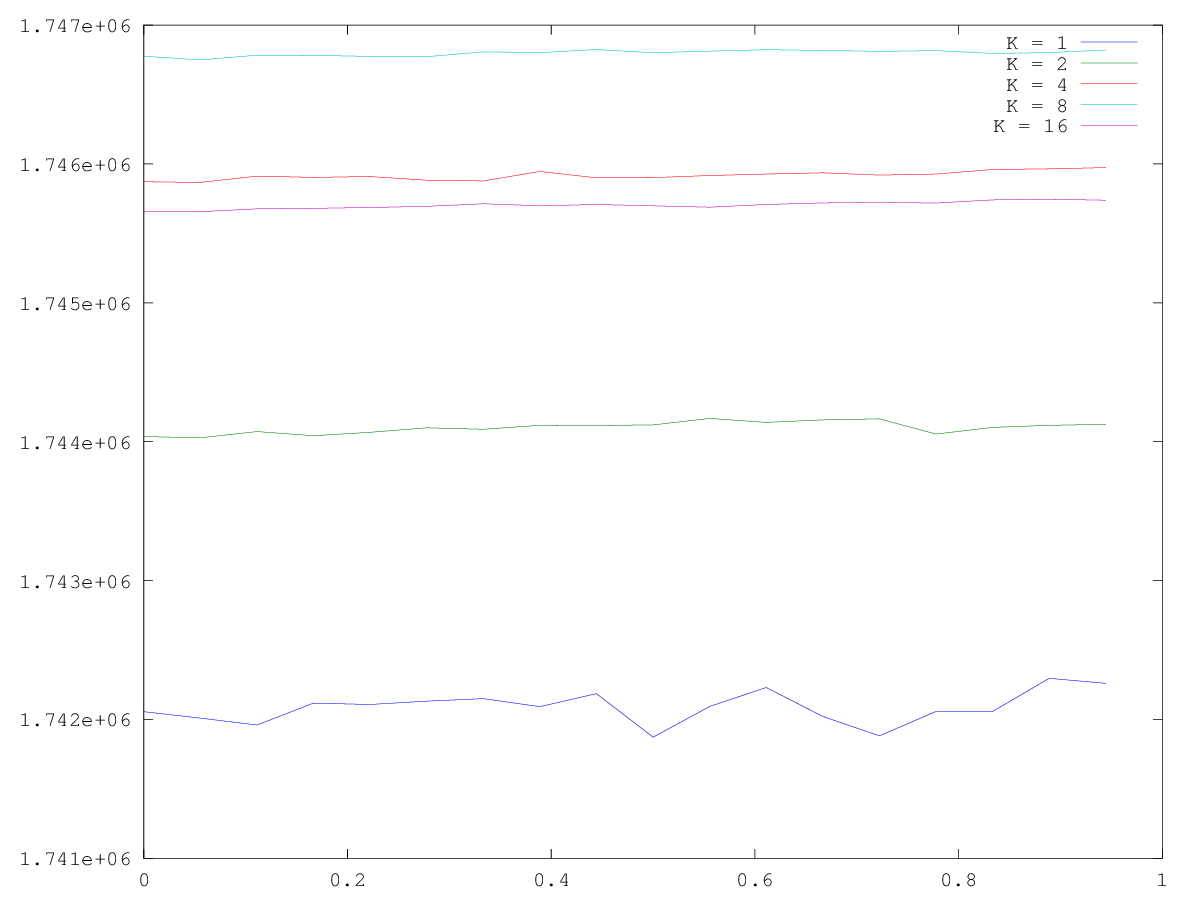 1.747e+06
K = 1
K = 2
K = 4
K = 8
K = 16
1.746e+06
1.745e+06
1.744e+06
1.743e+06
1.742e+06
1.741e+06
0 0.2 0.4 0.6 0.8 1